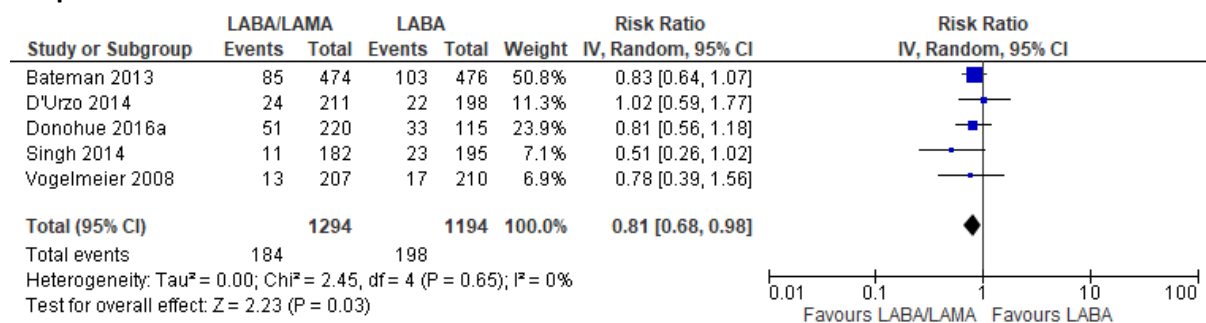 LABA/LAMA LABA Risk Ratio Risk Ratio
Study or Subgroup Events Total Events Total Weight IV, Random, 95% CI IV, Random, 95% CI
Bateman 2013 85 474 103 476 50.8% 0.83 [0.64, 1.07]
D'Urzo 2014 24 211 22 198 11.3% 1.02 [0.59, 1.77]
Donohue 2016a 51 220 33 115 23.9% 0.81 [0.56, 1.18]
Singh 2014 11 182 23 195 7.1% 0.51 [0.26, 1.02]
Vogelmeier 2008 13 207 17 210 6.9% 0.78 [0.39, 1.56]
Total (95% CI) 1294 1194 100.0% 0.81 [0.68, 0.98]
Total events 184 198
Heterogeneity: Tau² = 0.00; Chi² = 2.45, df = 4 (P = 0.65); I² = 0%
Test for overall effect: Z = 2.23 (P = 0.03)
0.01 0.1 1 10 100
Favours LABA/LAMA Favours LABA